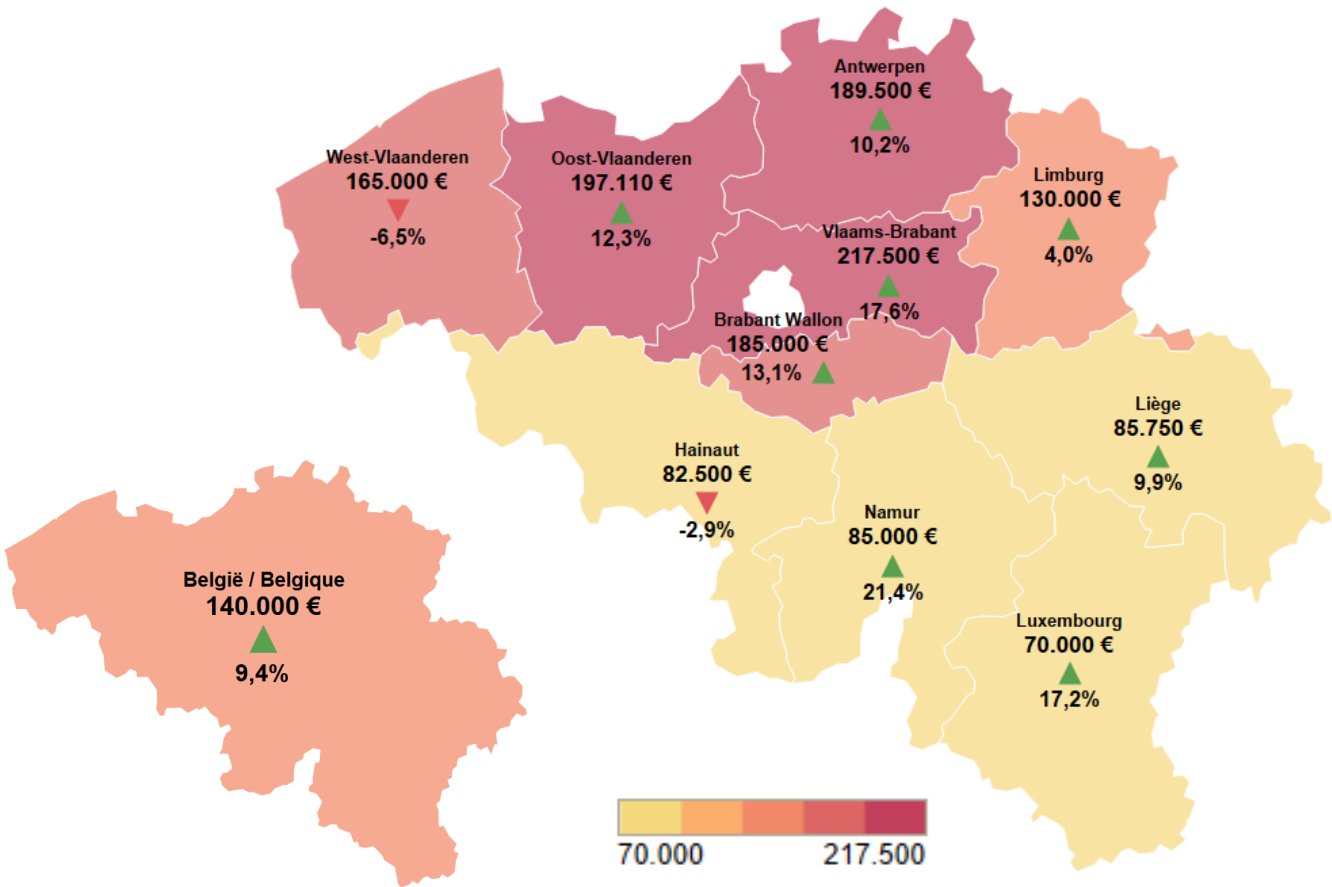 Antwerpen
189.500 €
10,2%
West-Vlaanderen
165.000 €
-6,5%
Oost-Vlaanderen
197.110 €
12,3%
Limburg
130.000 €
4,0%
Vlaams-Brabant
217.500 €
17,6%
Brabant Wallon
185.000 €
13,1%
Liège
85.750 €
9,9%
Hainaut
82.500 €
-2,9%
Namur
85.000 €
21,4%
Luxembourg
70.000 €
17,2%
België / Belgique
140.000 €
9,4%
70.000
217.500